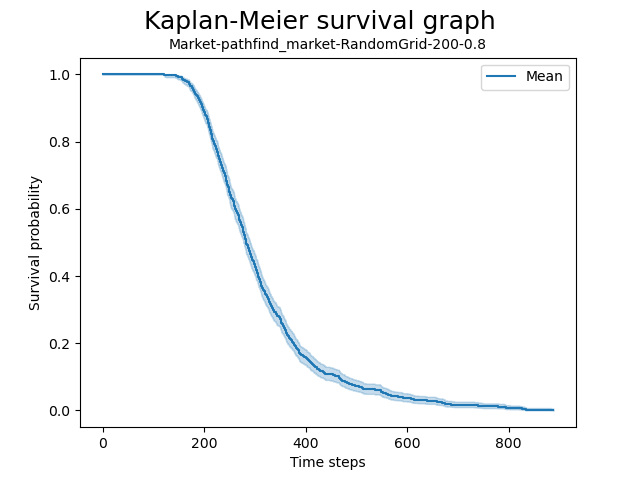 Kaplan-Meier survival graph
Market-pathfind_market-RandomGrid-200-0.8
Mean
Survival probability
1.0
0.8
0.6
0.4
0.2
0.0
0
200
400
600
800
Time steps